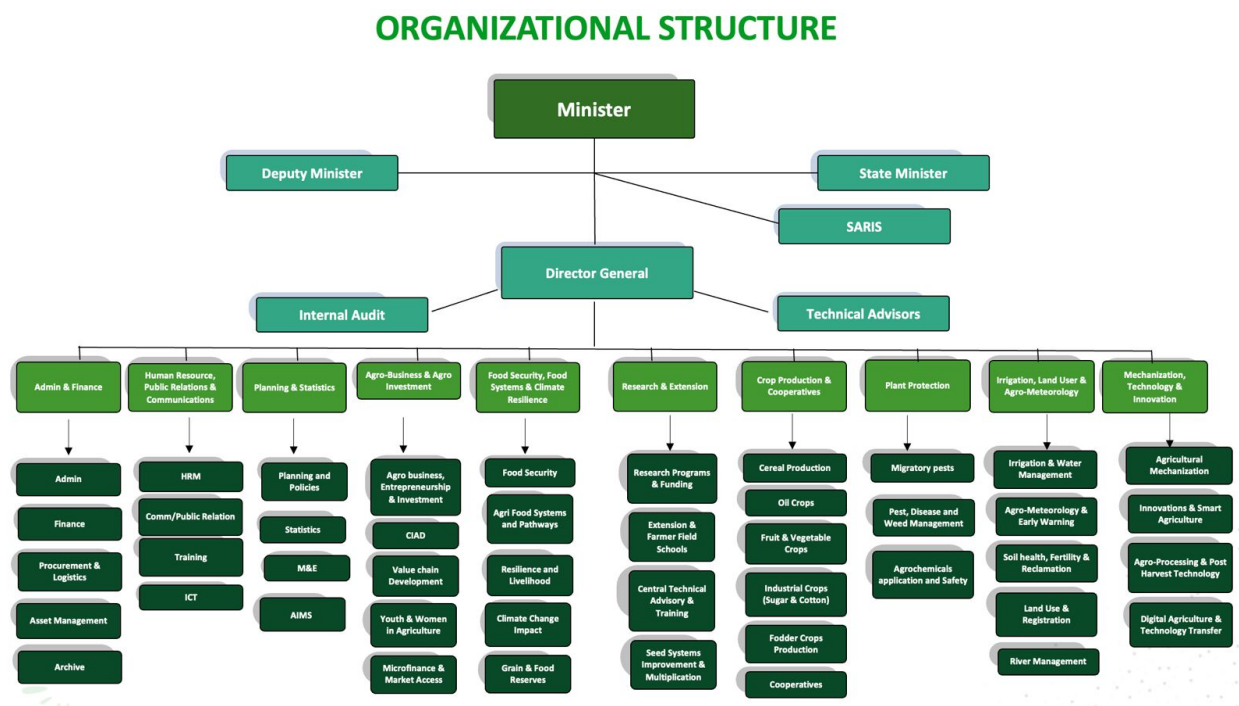 ORGANIZATIONAL STRUCTURE
Minister
Deputy Minister
State Minister
SARIS
Director General
Internal Audit
Technical Advisors
Admin & Finance
Human Resource,
Public Relations &
Communications
Planning & Statistics
Agro-Business & Agro
Investment
Food Security, Food
Systems & Climate
Resilience
Research & Extension
Crop Production &
Cooperatives
Plant Protection
Irrigation, Land User &
Agro-Meteorology
Mechanization,
Technology &
Innovation
Admin
Finance
Procurement &
Logistics
Asset Management
Archive
HRM
Comm/Public Relation
Training
ICT
Planning and
Policies
Statistics
M&E
AIMS
Agro business,
Entrepreneurship
& Investment
CIAD
Value chain
Development
Youth & Women
in Agriculture
Microfinance &
Market Access
Food Security
Agri Food Systems
and Pathways
Resilience and
Livelihood
Climate Change
Impact
Grain & Food
Reserves
Research Programs
& Funding
Extension &
Farmer Field
Schools
Central Technical
Advisory &
Training
Seed Systems
Improvement &
Multiplication
Cereal Production
Oil Crops
Fruit & Vegetable
Crops
Industrial Crops
(Sugar & Cotton)
Fodder Crops
Production
Cooperatives
Migratory pests
Pest, Disease and
Weed Management
Agrochemicals
application and Safety
Irrigation & Water
Management
Agro-Meteorology &
Early Warning
Soil health, Fertility &
Reclamation
Land Use &
Registration
River Management
Agricultural
Mechanization
Innovations & Smart
Agriculture
Agro-Processing & Post
Harvest Technology
Digital Agriculture &
Technology Transfer